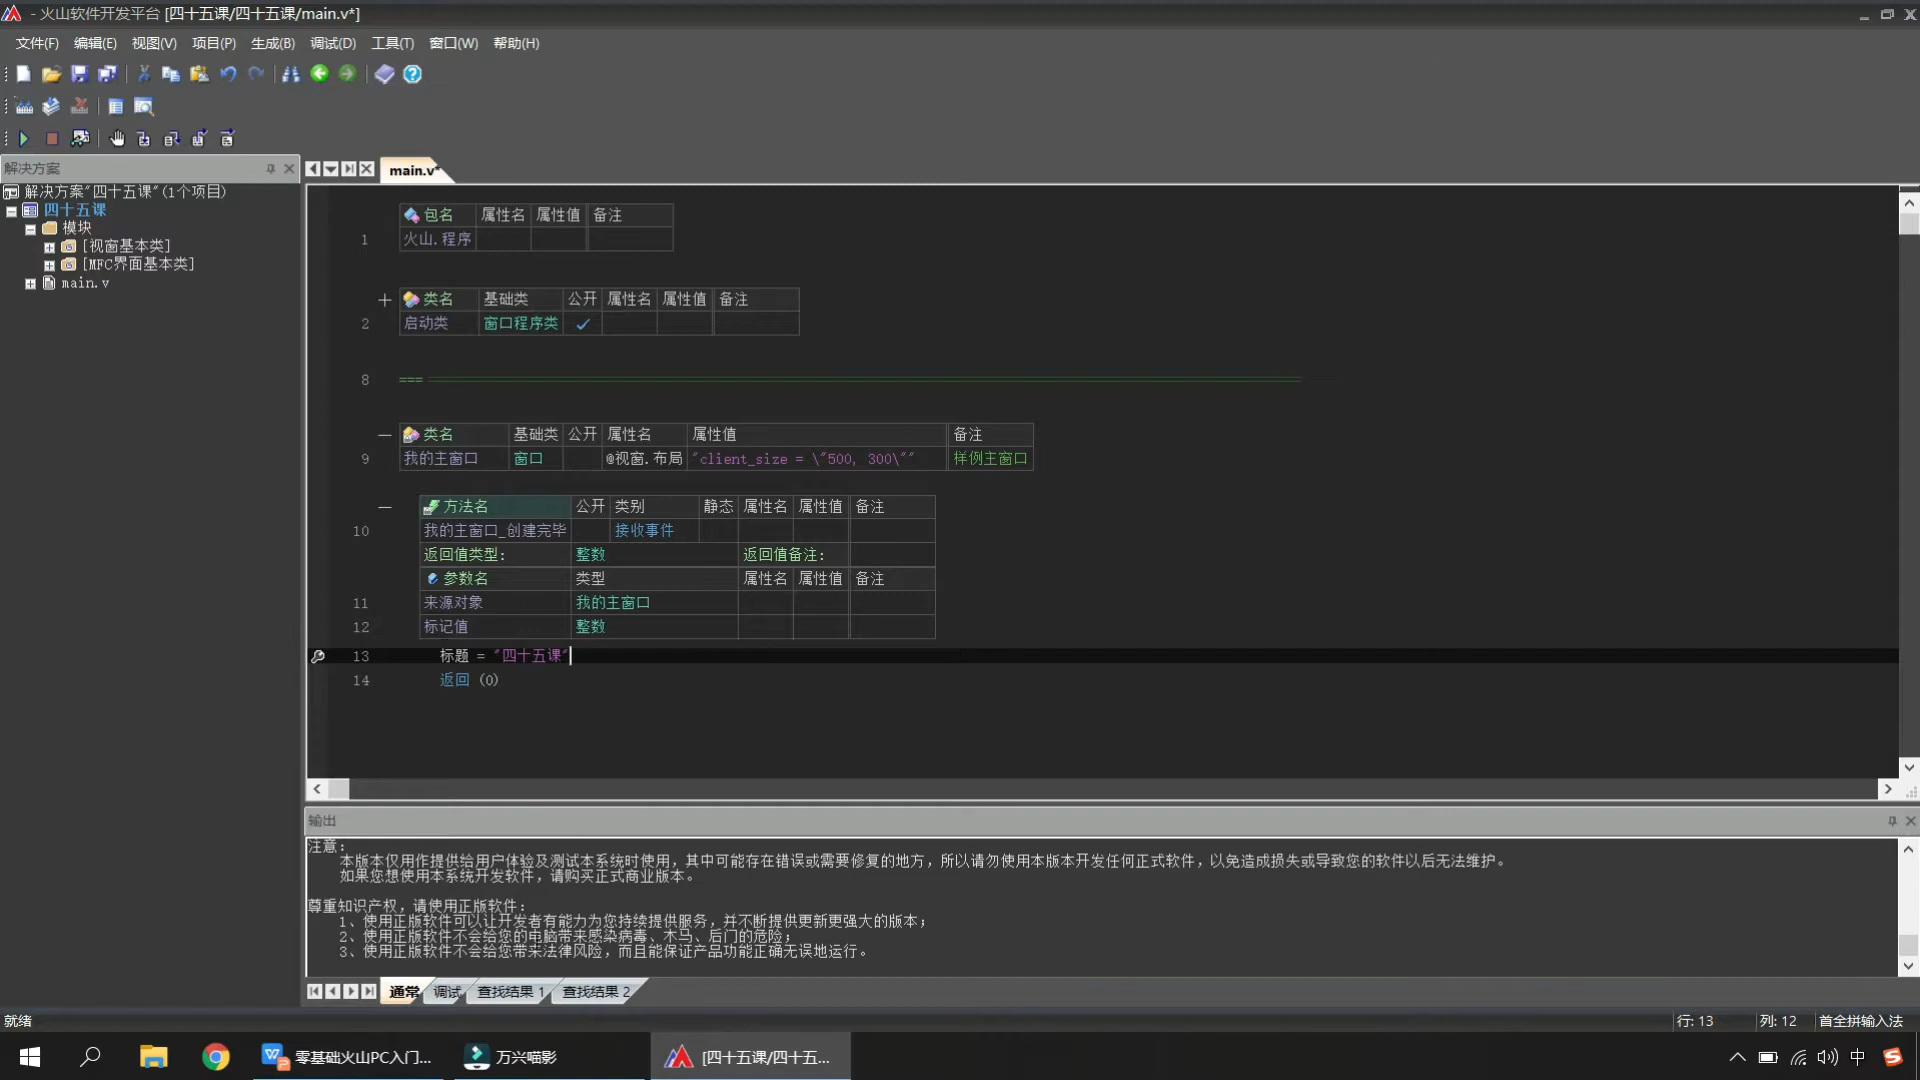 - 火山软件开发平台 [四十五课/四十五课/main.v*]
文件(F) 编辑(E) 视图(V) 项目(P) 生成(B) 调试(D) 工具(T) 窗口(W) 帮助(H)
解决方案
解决方案"四十五课"(1个项目)
四十五课
模块
[视窗基本类]
[MFC界面基本类]
main.v
main.v*
包名 属性名 属性值 备注
1 火山.程序
类名 基础类 公开 属性名 属性值 备注
2 启动类 窗口程序类
8 ===
类名 基础类 公开 属性名 属性值 备注
9 我的主窗口 窗口 @视窗.布局 "client_size = \"500, 300\"" 样例主窗口
方法名 公开 类别 静态 属性名 属性值 备注
10 我的主窗口_创建完毕 接收事件
返回值类型: 整数 返回值备注:
参数名 类型 属性名 属性值 备注
11 来源对象 我的主窗口
12 标记值 整数
13 标题 = "四十五课"
14 返回 (0)
输出
注意:
本版本仅用作提供给用户体验及测试本系统时使用，其中可能存在错误或需要修复的地方，所以请勿使用本版本开发任何正式软件，以免造成损失或导致您的软件以后无法维护。
如果您想使用本系统开发软件，请购买正式商业版本。
尊重知识产权，请使用正版软件:
1、使用正版软件可以让开发者有能力为您持续提供服务，并不断提供更新更强大的版本;
2、使用正版软件不会给您的电脑带来感染病毒、木马、后门的危险;
3、使用正版软件不会给您带来法律风险，而且能保证产品功能正确无误地运行。
通常 调试 查找结果 1 查找结果 2
就绪 行: 13 列: 12 首全拼输入法
零基础火山PC入门... 万兴喵影 [四十五课/四十五... 中